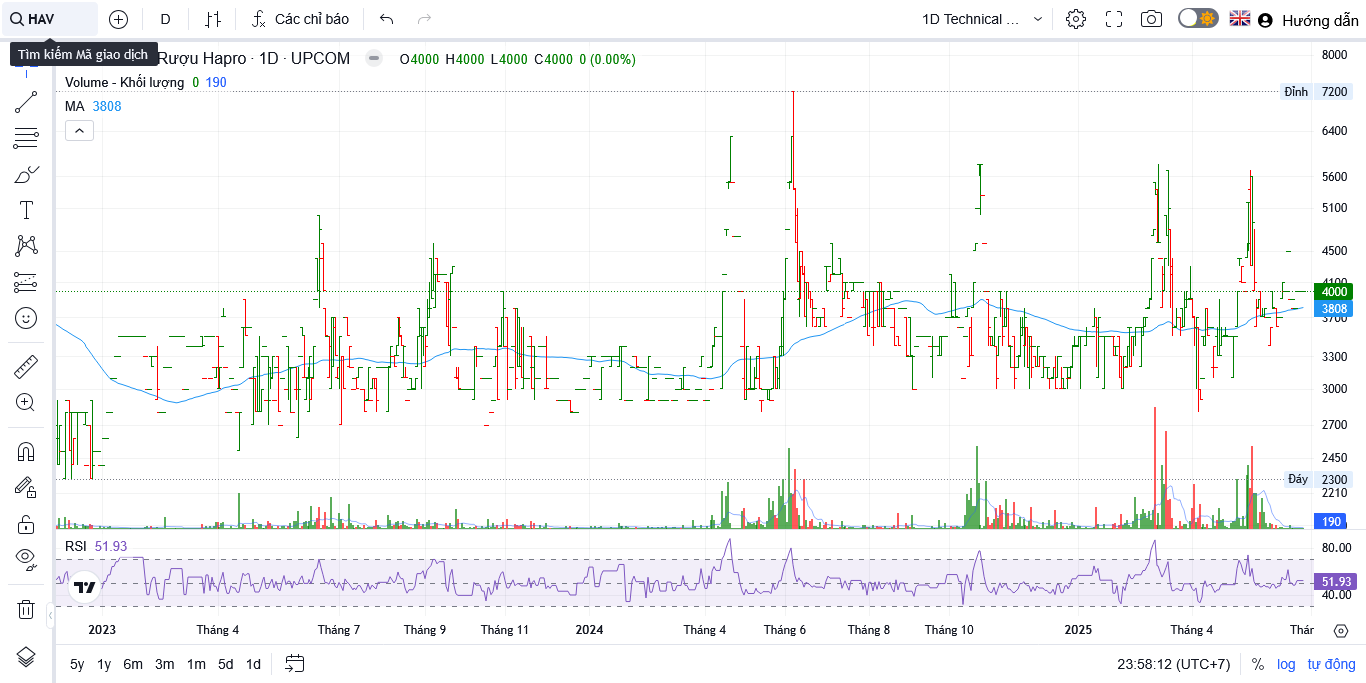 HAV
D
Các chỉ báo
1D Technical ...
Hướng dẫn
Tìm kiếm Mã giao dịch
Rượu Hapro · 1D · UPCOM
O4000 H4000 L4000 C4000 0 (0.00%)
Volume - Khối lượng 0 190
MA 3808
8000
Đỉnh 7200
6400
5600
5100
4500
4100
4000
3808
3700
3300
3000
2700
2450
Đáy 2300
2210
190
RSI 51.93
80.00
51.93
40.00
2023 Tháng 4 Tháng 7 Tháng 9 Tháng 11 2024 Tháng 4 Tháng 6 Tháng 8 Tháng 10 2025 Tháng 4 Thár
5y 1y 6m 3m 1m 5d 1d
23:58:12 (UTC+7) % log tự động